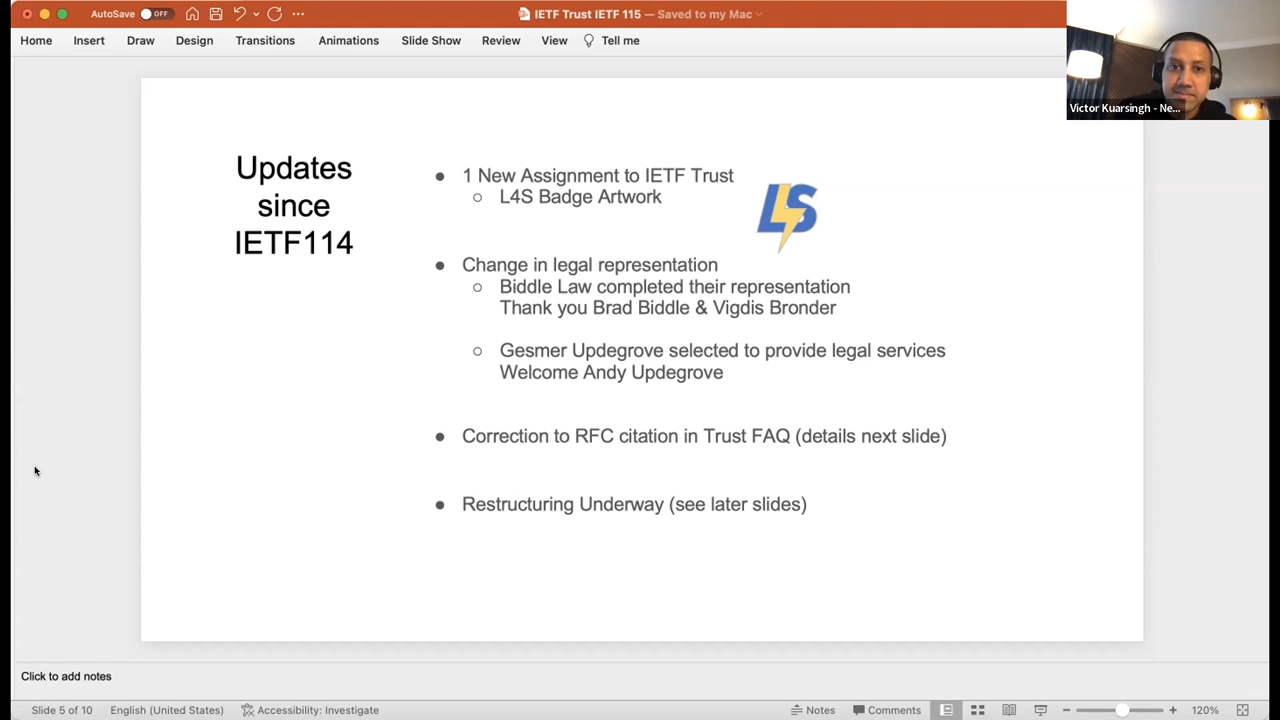 AutoSave OFF
IETF Trust IETF 115 — Saved to my Mac
Home Insert Draw Design Transitions Animations Slide Show Review View Tell me
Victor Kuarsingh - Ne...
Updates
since
IETF114
● 1 New Assignment to IETF Trust
○ L4S Badge Artwork
L4S
● Change in legal representation
○ Biddle Law completed their representation
Thank you Brad Biddle & Vigdis Bronder
○ Gesmer Updegrove selected to provide legal services
Welcome Andy Updegrove
● Correction to RFC citation in Trust FAQ (details next slide)
● Restructuring Underway (see later slides)
Click to add notes
Slide 5 of 10 English (United States) Accessibility: Investigate Notes Comments 120%